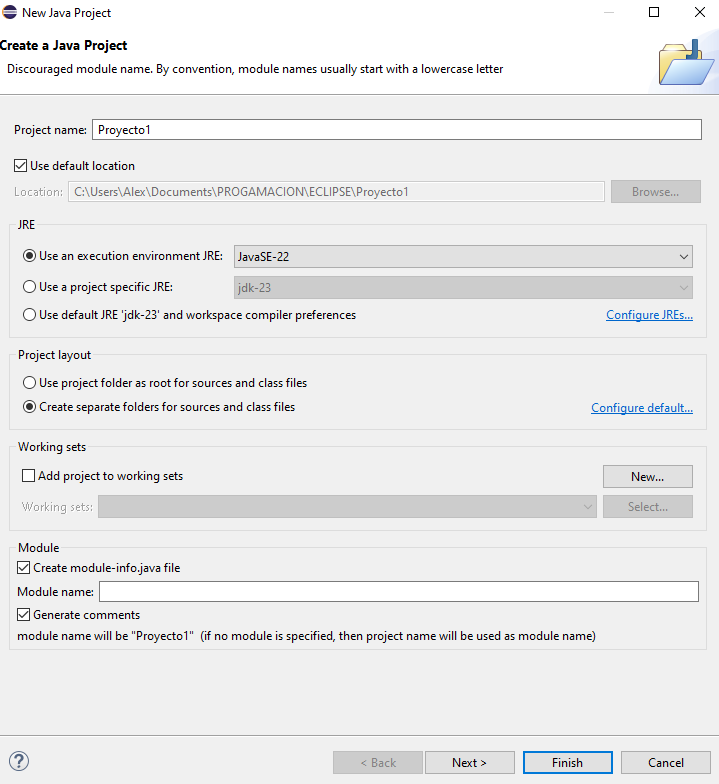 New Java Project
Create a Java Project
Discouraged module name. By convention, module names usually start with a lowercase letter
Project name: Proyecto1
Use default location
Location: C:\Users\Alex\Documents\PROGAMACION\ECLIPSE\Proyecto1 Browse...
JRE
Use an execution environment JRE: JavaSE-22
Use a project specific JRE: jdk-23
Use default JRE 'jdk-23' and workspace compiler preferences Configure JREs...
Project layout
Use project folder as root for sources and class files
Create separate folders for sources and class files Configure default...
Working sets
Add project to working sets New...
Working sets: Select...
Module
Create module-info.java file
Module name:
Generate comments
module name will be "Proyecto1" (if no module is specified, then project name will be used as module name)
? < Back Next > Finish Cancel